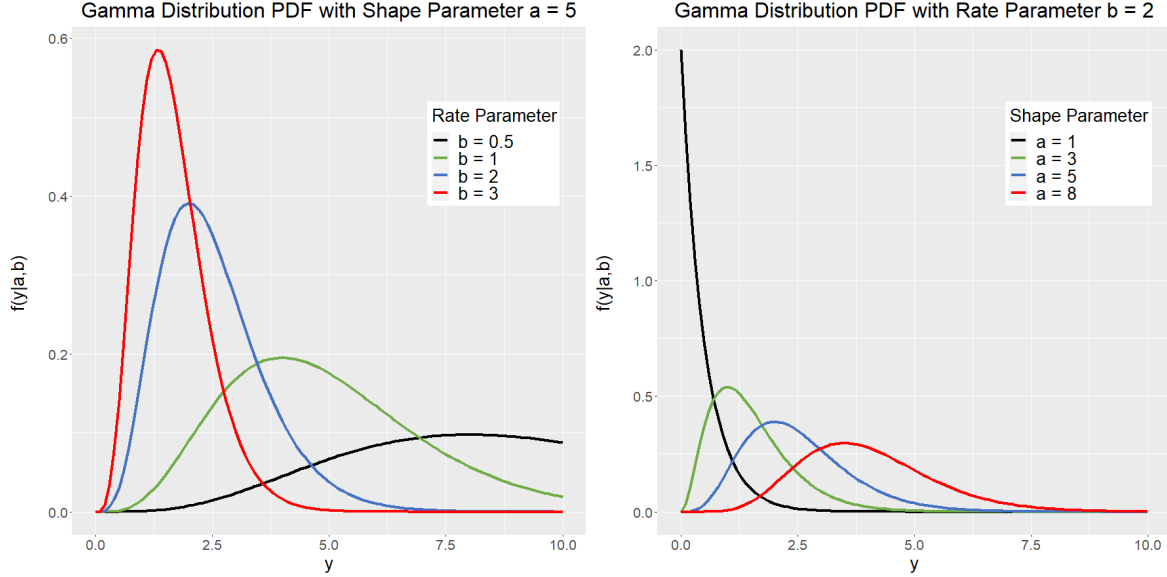 Gamma Distribution PDF with Shape Parameter a = 5
0.6
0.4
0.2
0.0
f(y|a,b)
Rate Parameter
b = 0.5
b = 1
b = 2
b = 3
0.0
2.5
5.0
7.5
10.0
y
Gamma Distribution PDF with Rate Parameter b = 2
2.0
1.5
1.0
0.5
0.0
f(y|a,b)
Shape Parameter
a = 1
a = 3
a = 5
a = 8
0.0
2.5
5.0
7.5
10.0
y